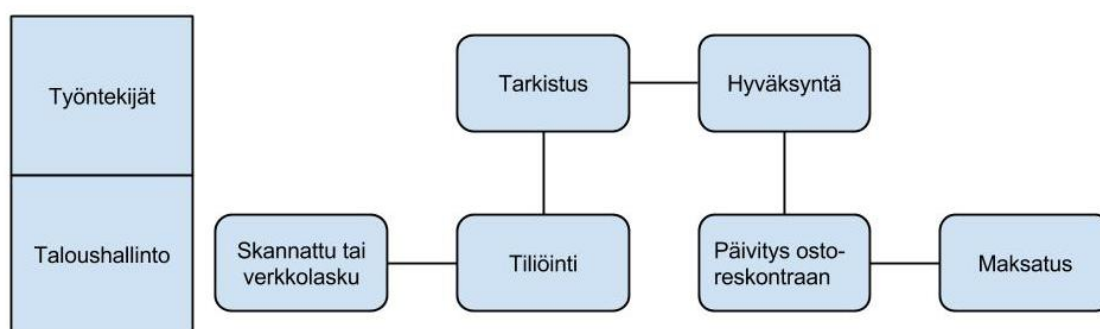 Työntekijät
Tarkistus
Hyväksyntä
Taloushallinto
Skannattu tai
verkkolasku
Tiliöinti
Päivitys osto-
reskontraan
Maksatus